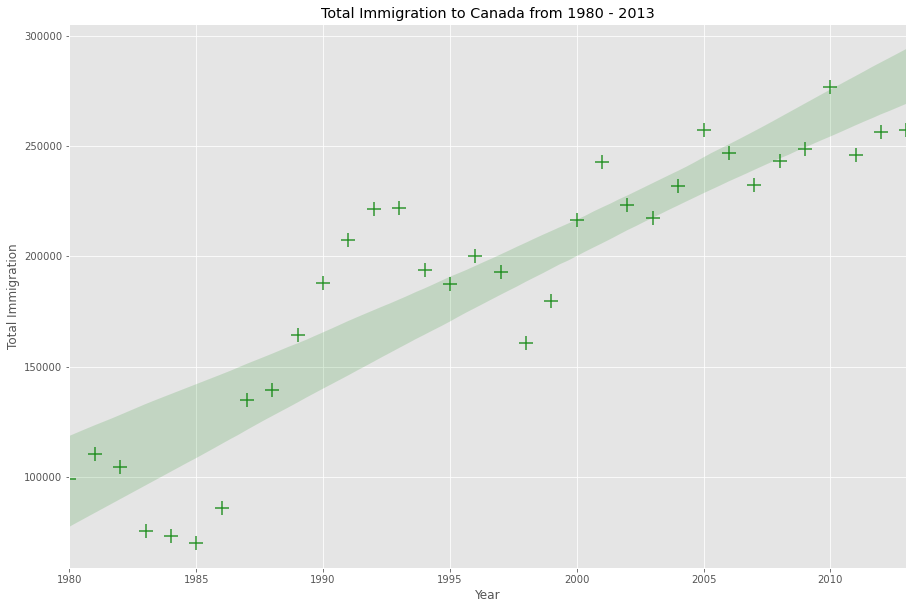 Total Immigration to Canada from 1980 - 2013
300000
250000
200000
150000
100000
Total Immigration
1980 1985 1990 1995 2000 2005 2010
Year